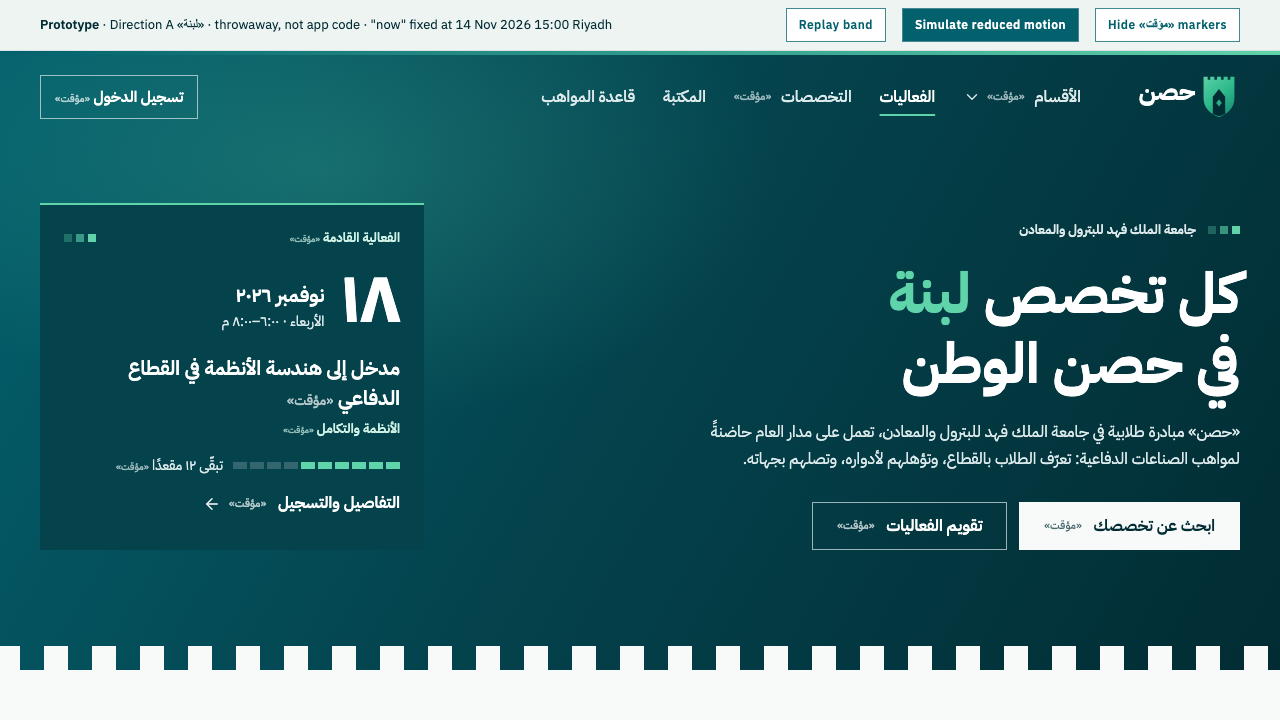 Prototype · Direction A «لبنة» · throwaway, not app code · "now" fixed at 14 Nov 2026 15:00 Riyadh
Replay band
Simulate reduced motion
Hide «مؤقت» markers
حصن
الأقسام «مؤقت»
الفعاليات
التخصصات «مؤقت»
المكتبة
قاعدة المواهب
تسجيل الدخول «مؤقت»
جامعة الملك فهد للبترول والمعادن
كل تخصص لبنة
في حصن الوطن
«حصن» مبادرة طلابية في جامعة الملك فهد للبترول والمعادن، تعمل على مدار العام حاضنةً
لمواهب الصناعات الدفاعية: تعرّف الطلاب بالقطاع، وتؤهلهم لأدواره، وتصلهم بجهاته.
ابحث عن تخصصك «مؤقت»
تقويم الفعاليات «مؤقت»
الفعالية القادمة «مؤقت»
١٨
نوفمبر ٢٠٢٦
الأربعاء · ٦:٠٠–٨:٠٠ م
مدخل إلى هندسة الأنظمة في القطاع
الدفاعي «مؤقت»
الأنظمة والتكامل «مؤقت»
تبقّى ١٢ مقعدًا «مؤقت»
التفاصيل والتسجيل «مؤقت»